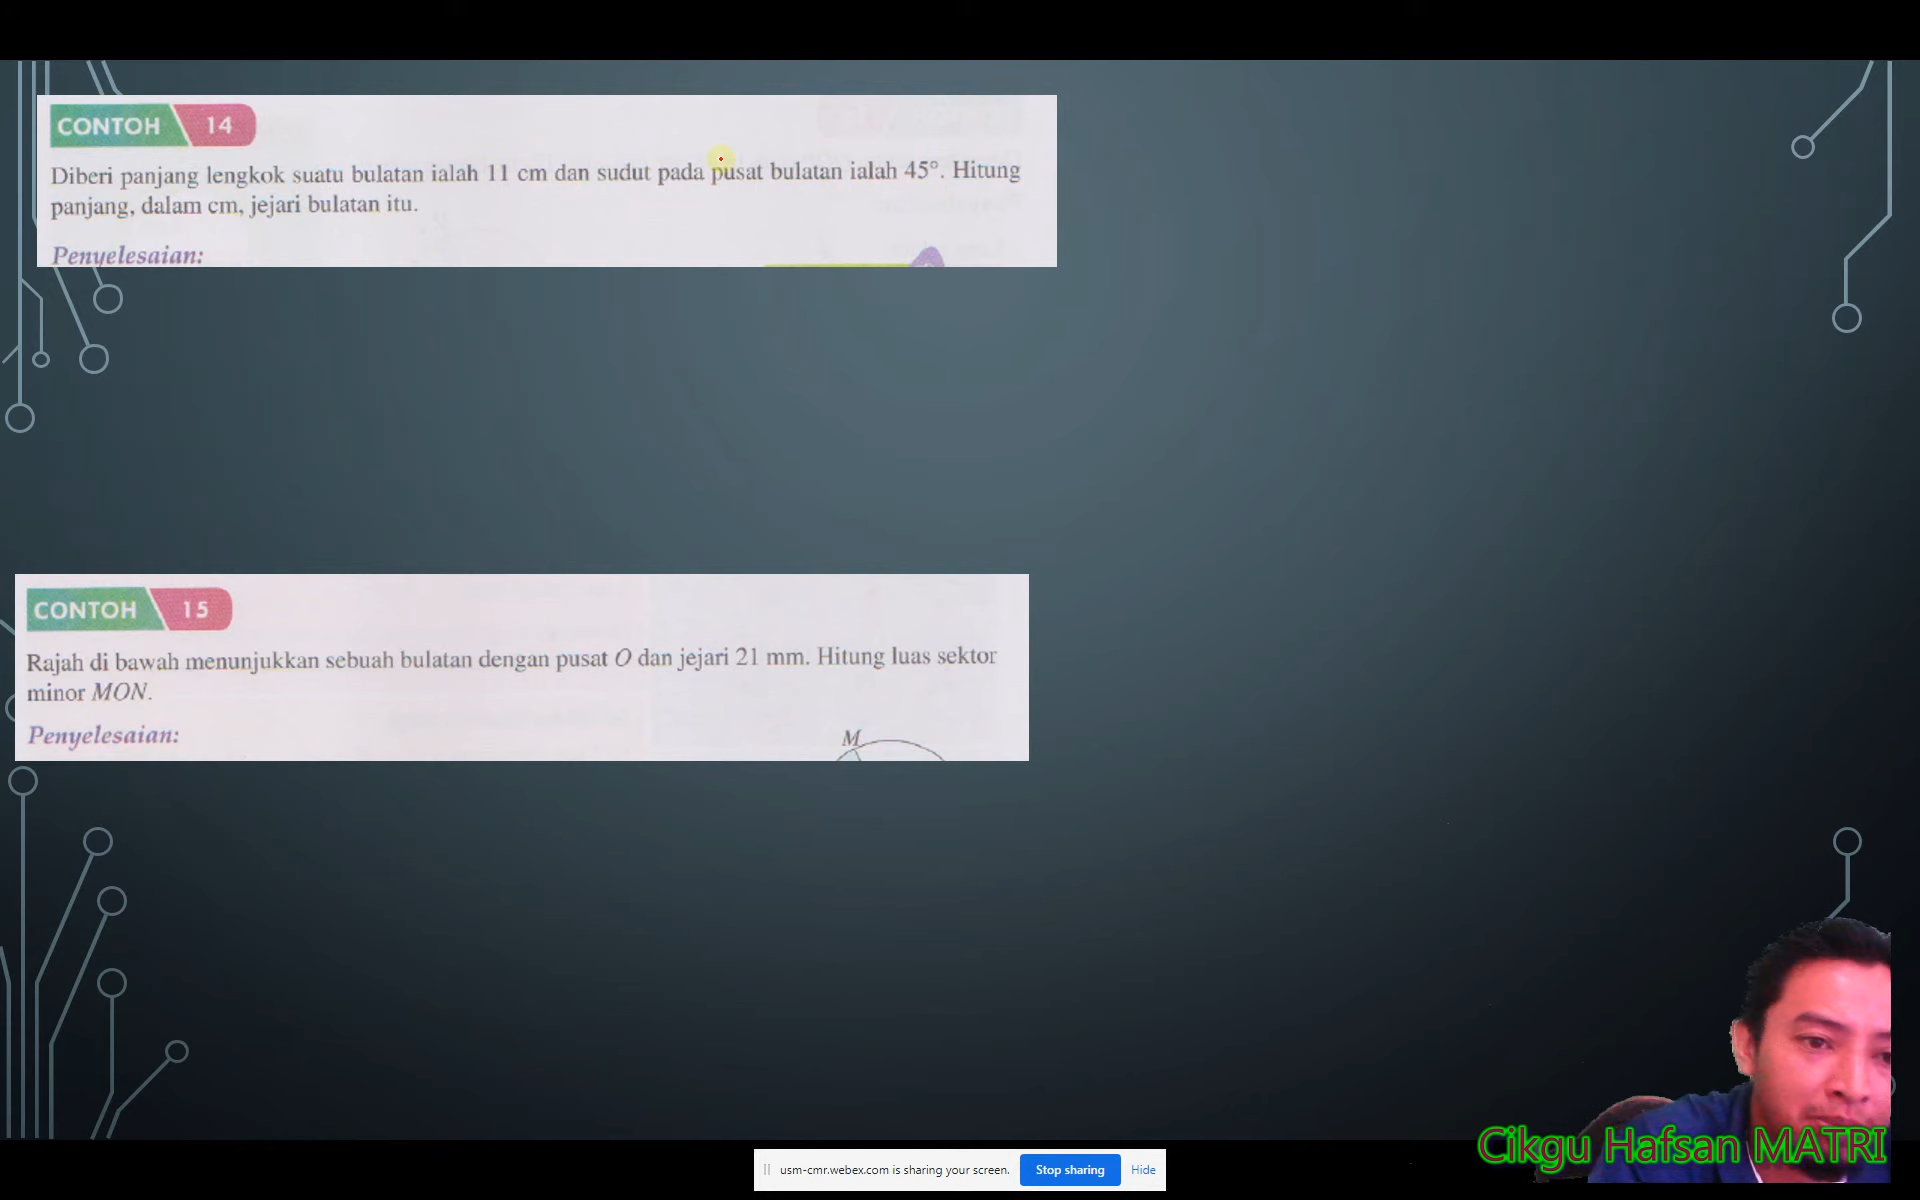 CONTOH 14
Diberi panjang lengkok suatu bulatan ialah 11 cm dan sudut pada pusat bulatan ialah 45°. Hitung
panjang, dalam cm, jejari bulatan itu.
Penyelesaian:
CONTOH 15
Rajah di bawah menunjukkan sebuah bulatan dengan pusat O dan jejari 21 mm. Hitung luas sektor
minor MON.
Penyelesaian:
M
Cikgu Hafsan MATRI
usm-cmr.webex.com is sharing your screen. Stop sharing Hide